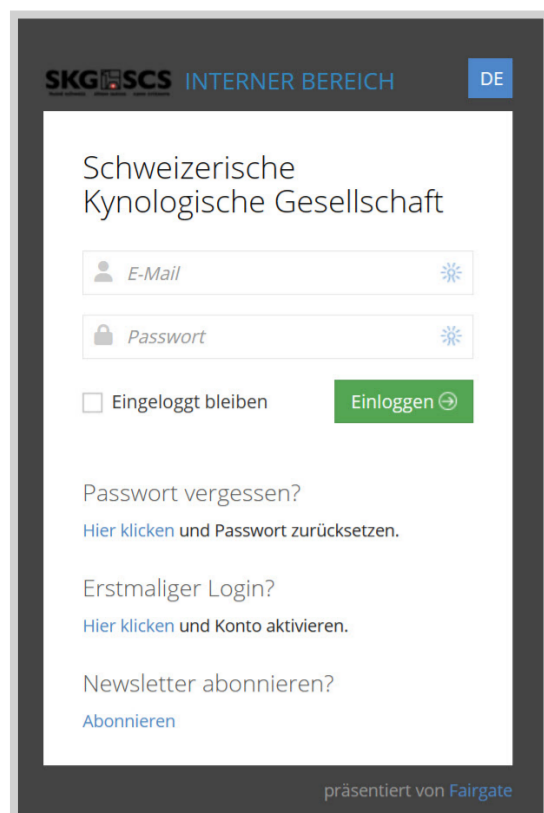 SKG SCS INTERNER BEREICH DE
Schweizerische
Kynologische Gesellschaft
E-Mail
Passwort
Eingeloggt bleiben Einloggen
Passwort vergessen?
Hier klicken und Passwort zurücksetzen.
Erstmaliger Login?
Hier klicken und Konto aktivieren.
Newsletter abonnieren?
Abonnieren
präsentiert von Fairgate